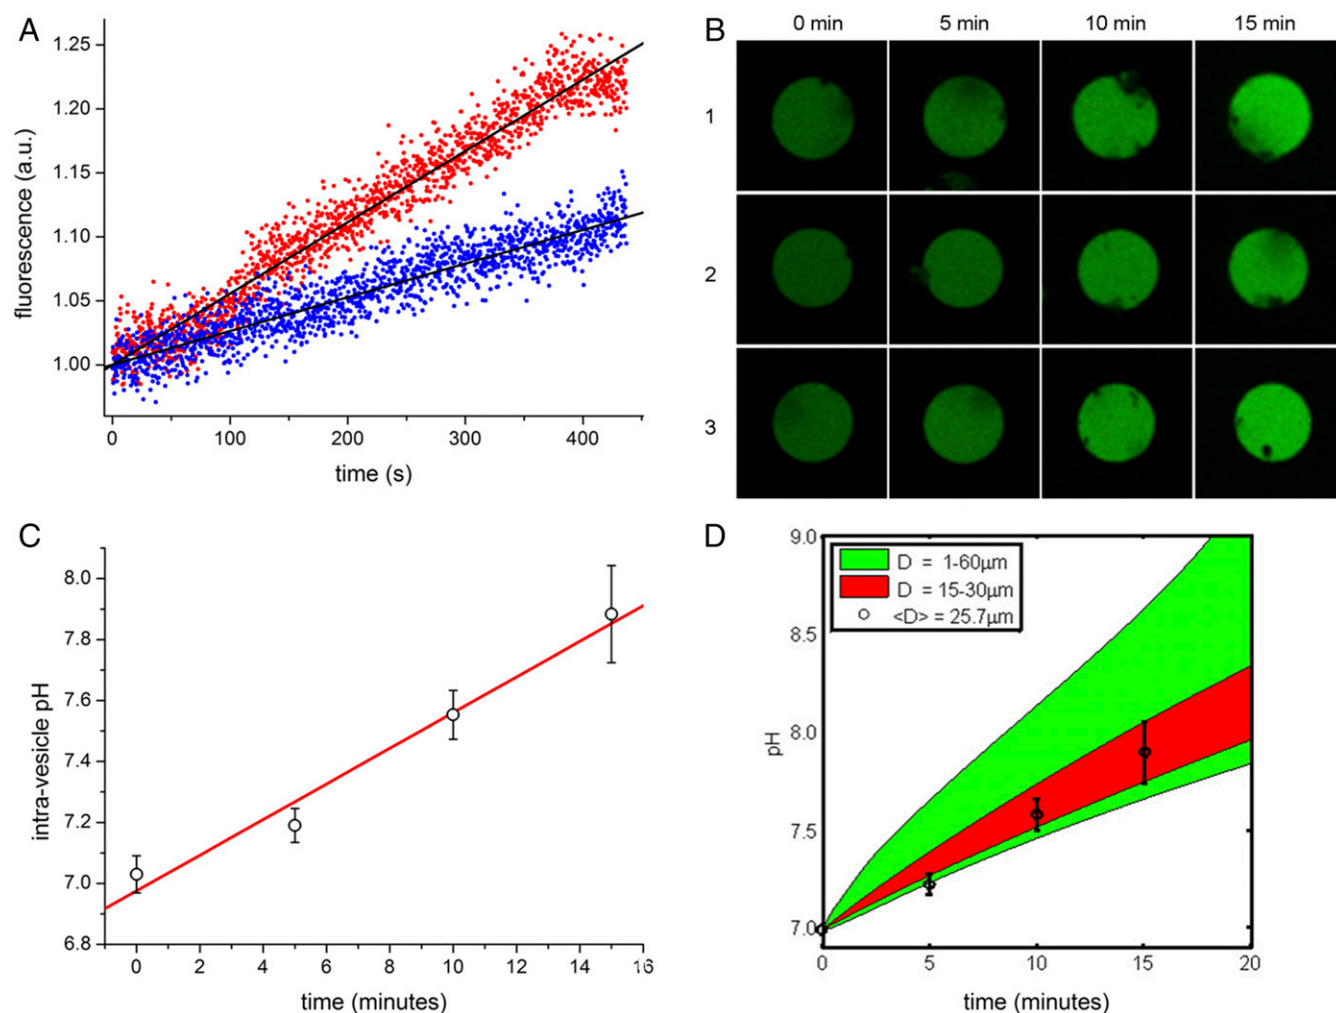 A
1.25
1.20
1.15
1.10
1.05
1.00
fluorescence (a.u.)
0 100 200 300 400
time (s)
B
0 min 5 min 10 min 15 min
1
2
3
C
8.0
7.8
7.6
7.4
7.2
7.0
6.8
intra-vesicle pH
0 2 4 6 8 10 12 14 16
time (minutes)
D
9.0
8.5
8.0
7.5
7.0
pH
D = 1-60µm
D = 15-30µm
<D> = 25.7µm
0 5 10 15 20
time (minutes)